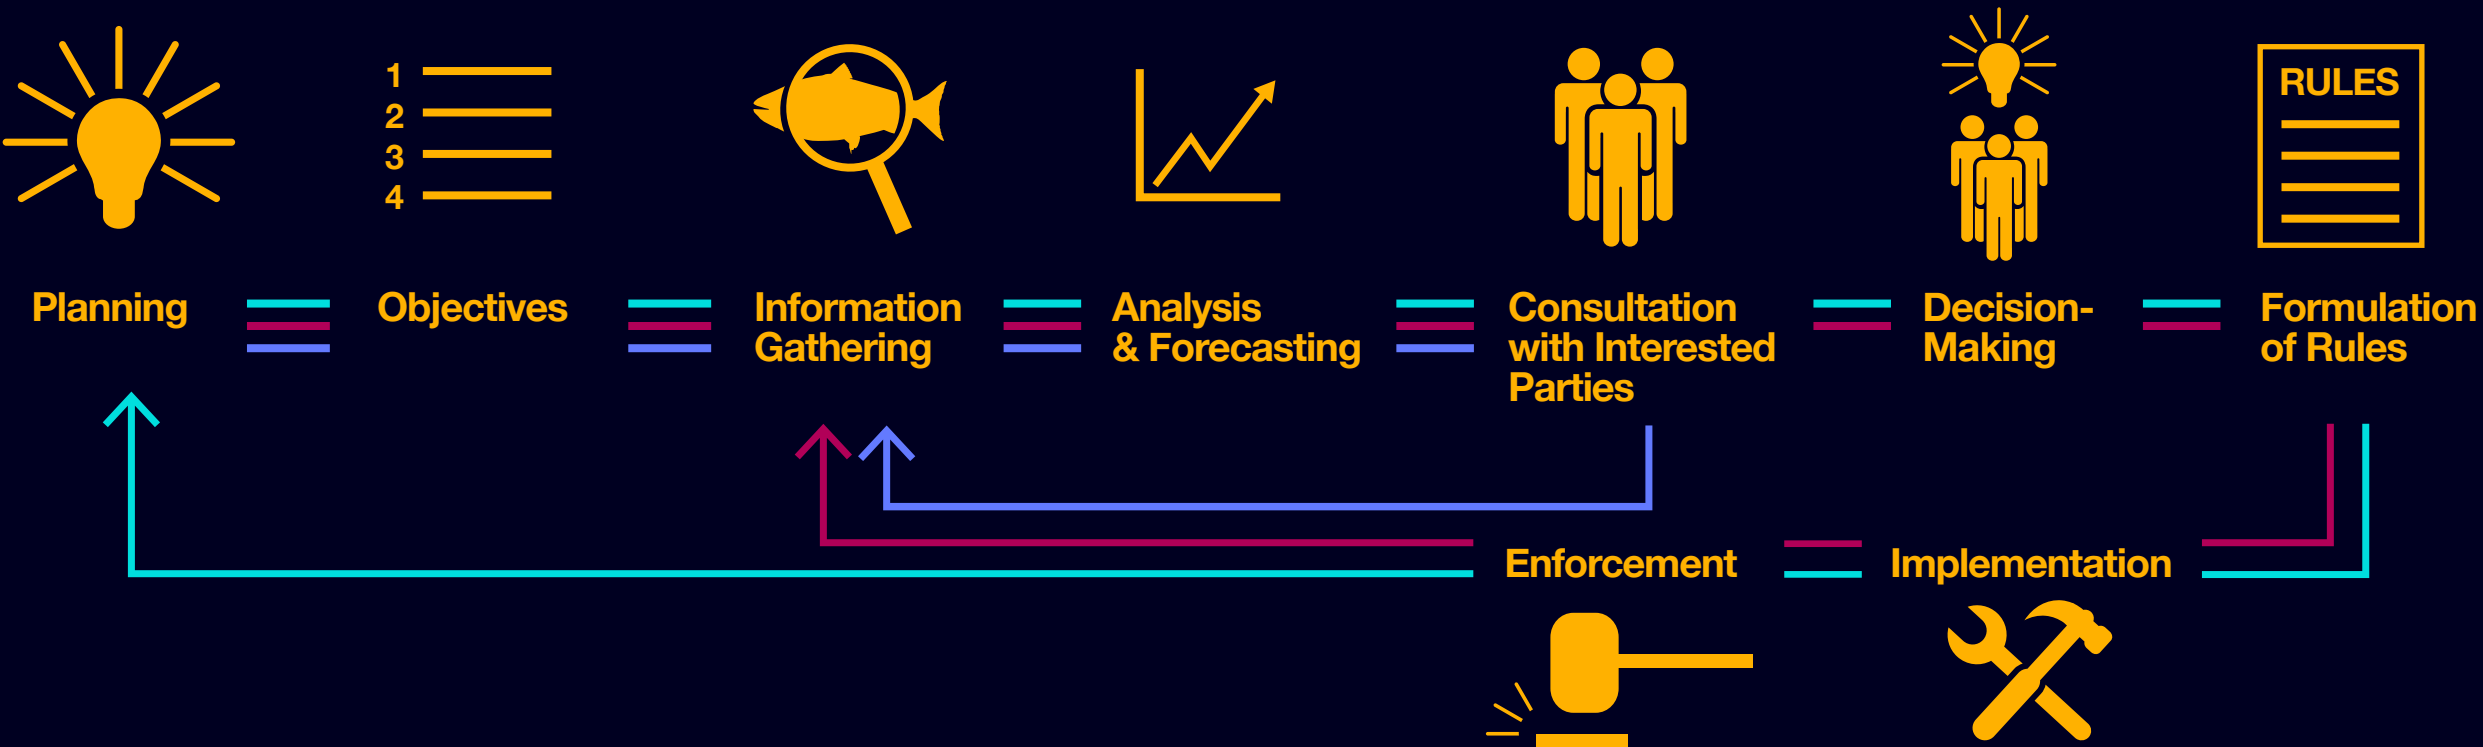 1
2
3
4
RULES
Planning
Objectives
Information
Gathering
Analysis
& Forecasting
Consultation
with Interested
Parties
Decision-
Making
Formulation
of Rules
Enforcement
Implementation